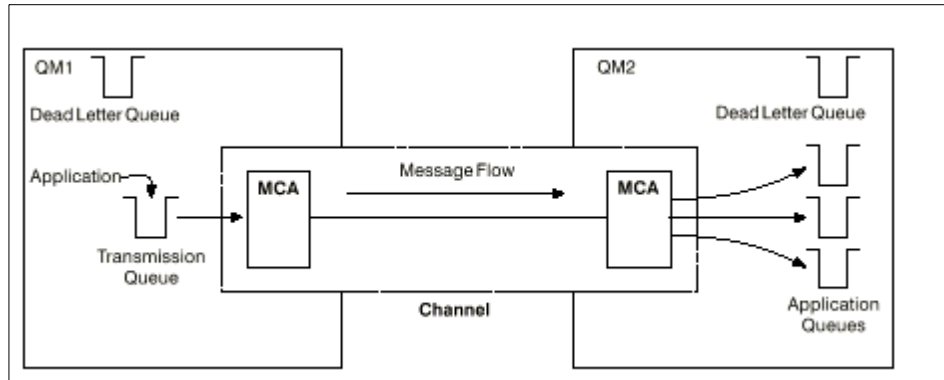 QM1
Dead Letter Queue
Application
Transmission
Queue
MCA
Message Flow
MCA
Channel
QM2
Dead Letter Queue
Application
Queues